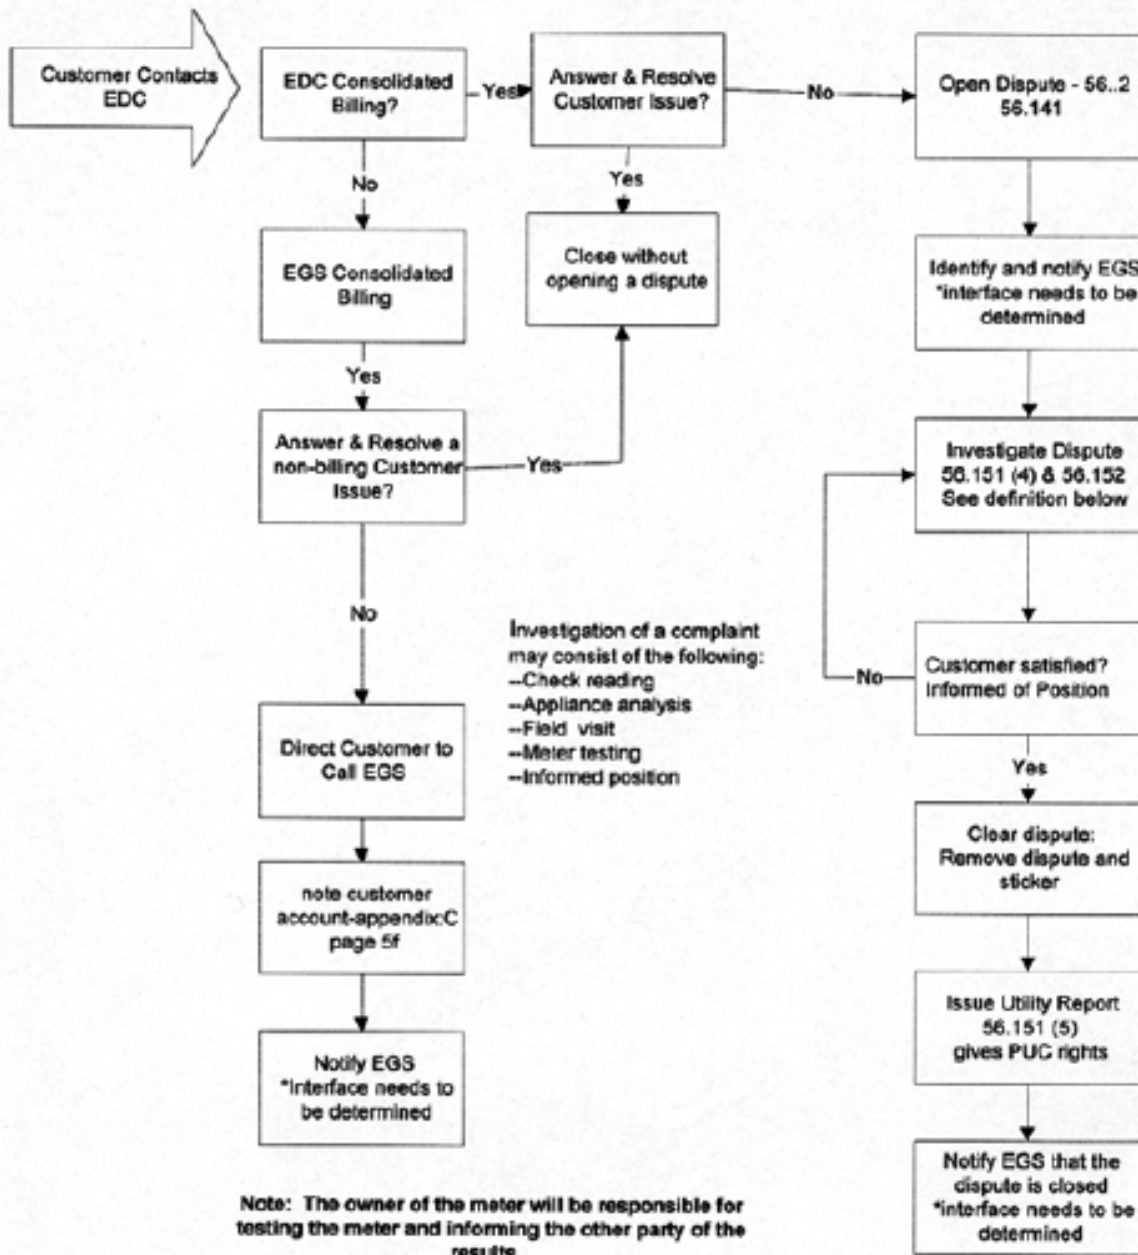 Customer Contacts
EDC
EDC Consolidated
Billing?
Yes
Answer & Resolve
Customer Issue?
No
Open Dispute - 56..2
56.141
No
Yes
EGS Consolidated
Billing
Close without
opening a dispute
Identify and notify EGS
*interface needs to be
determined
Yes
Answer & Resolve a
non-billing Customer
Issue?
Yes
Investigate Dispute
56.151 (4) & 56.152
See definition below
No
Investigation of a complaint
may consist of the following:
--Check reading
--Appliance analysis
--Field visit
--Meter testing
--Informed position
No
Customer satisfied?
Informed of Position
Yes
Direct Customer to
Call EGS
Clear dispute:
Remove dispute and
sticker
note customer
account-appendix:C
page 5f
Issue Utility Report
56.151 (5)
gives PUC rights
Notify EGS
*Interface needs to
be determined
Notify EGS that the
dispute is closed
*interface needs to be
determined
Note: The owner of the meter will be responsible for
testing the meter and informing the other party of the
results